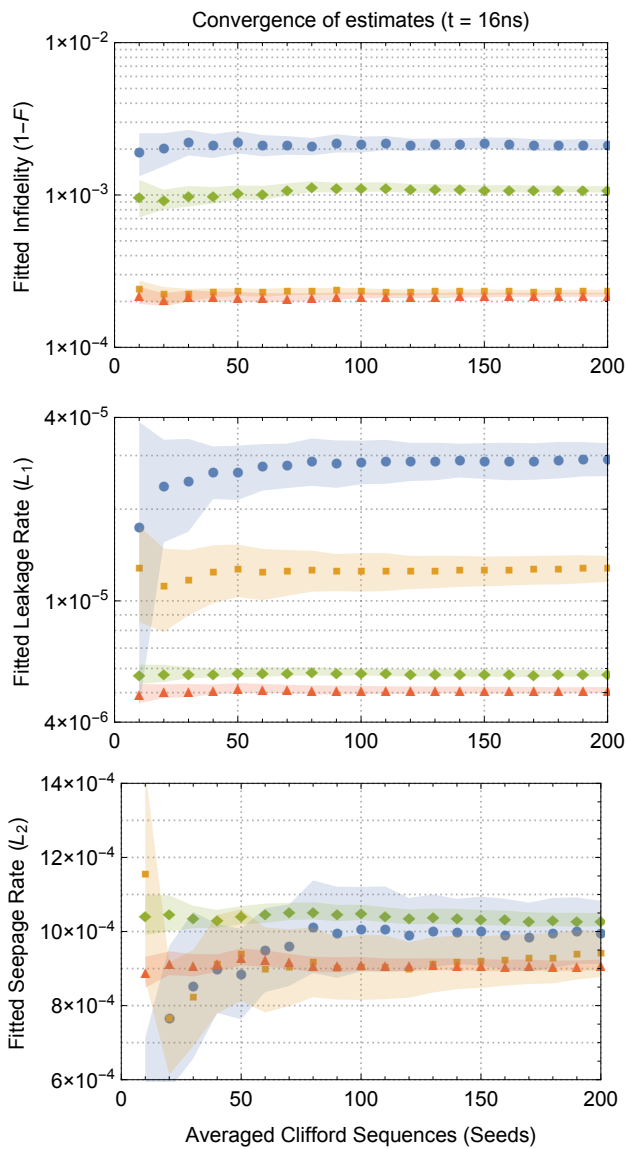 Convergence of estimates (t = 16ns)
1×10⁻²
1×10⁻³
1×10⁻⁴
Fitted Infidelity (1−F)
0 50 100 150 200
4×10⁻⁵
1×10⁻⁵
4×10⁻⁶
Fitted Leakage Rate (L₁)
0 50 100 150 200
14×10⁻⁴
12×10⁻⁴
10×10⁻⁴
8×10⁻⁴
6×10⁻⁴
Fitted Seepage Rate (L₂)
0 50 100 150 200
Averaged Clifford Sequences (Seeds)